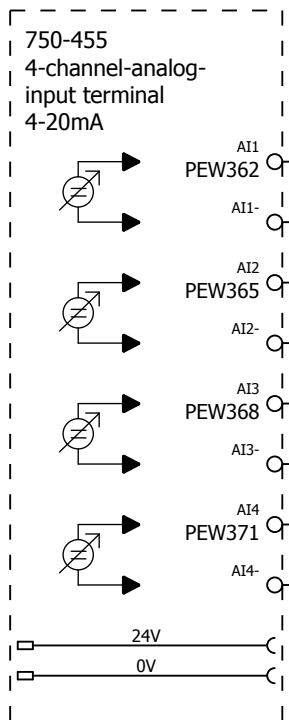 750-455
4-channel-analog-
input terminal
4-20mA
AI1
PEW362
AI1-
AI2
PEW365
AI2-
AI3
PEW368
AI3-
AI4
PEW371
AI4-
24V
0V